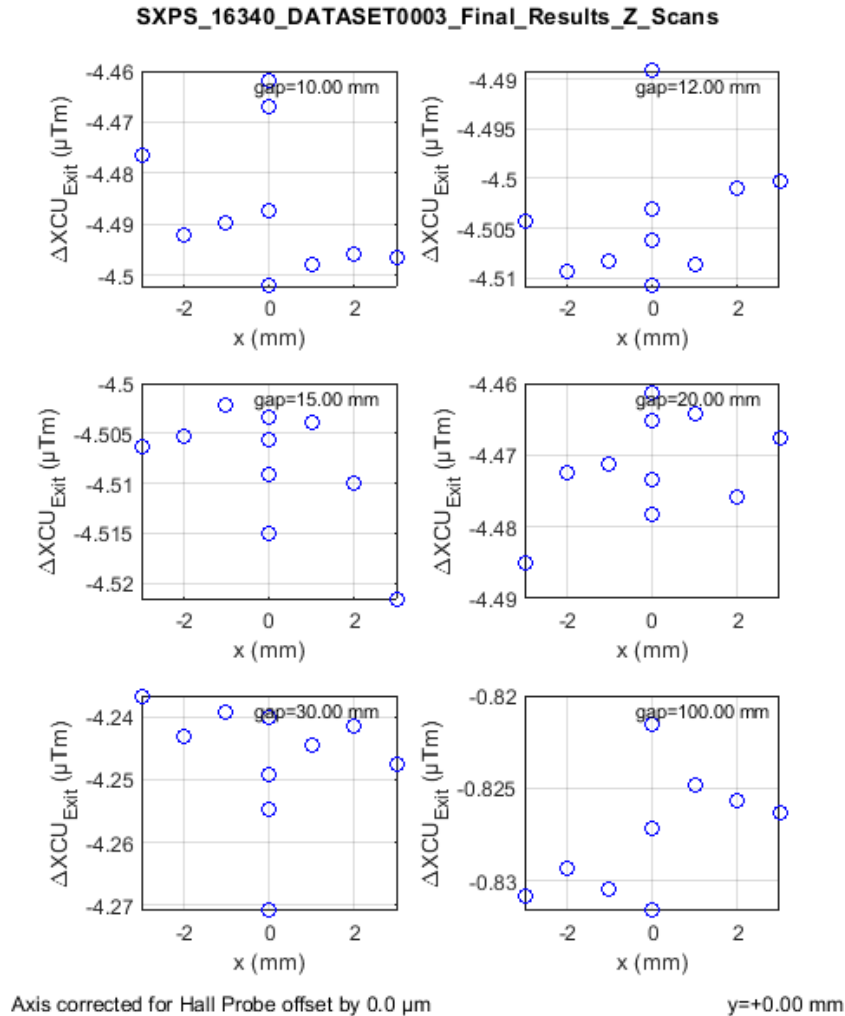 SXPS_16340_DATASET0003_Final_Results_Z_Scans
gap=10.00 mm
ΔXCU_Exit (μTm)
-4.46
-4.47
-4.48
-4.49
-4.5
-2
0
2
x (mm)
gap=12.00 mm
ΔXCU_Exit (μTm)
-4.49
-4.495
-4.5
-4.505
-4.51
-2
0
2
x (mm)
gap=15.00 mm
ΔXCU_Exit (μTm)
-4.5
-4.505
-4.51
-4.515
-4.52
-2
0
2
x (mm)
gap=20.00 mm
ΔXCU_Exit (μTm)
-4.46
-4.47
-4.48
-4.49
-2
0
2
x (mm)
gap=30.00 mm
ΔXCU_Exit (μTm)
-4.24
-4.25
-4.26
-4.27
-2
0
2
x (mm)
gap=100.00 mm
ΔXCU_Exit (μTm)
-0.82
-0.825
-0.83
-2
0
2
x (mm)
Axis corrected for Hall Probe offset by 0.0 μm
y=+0.00 mm